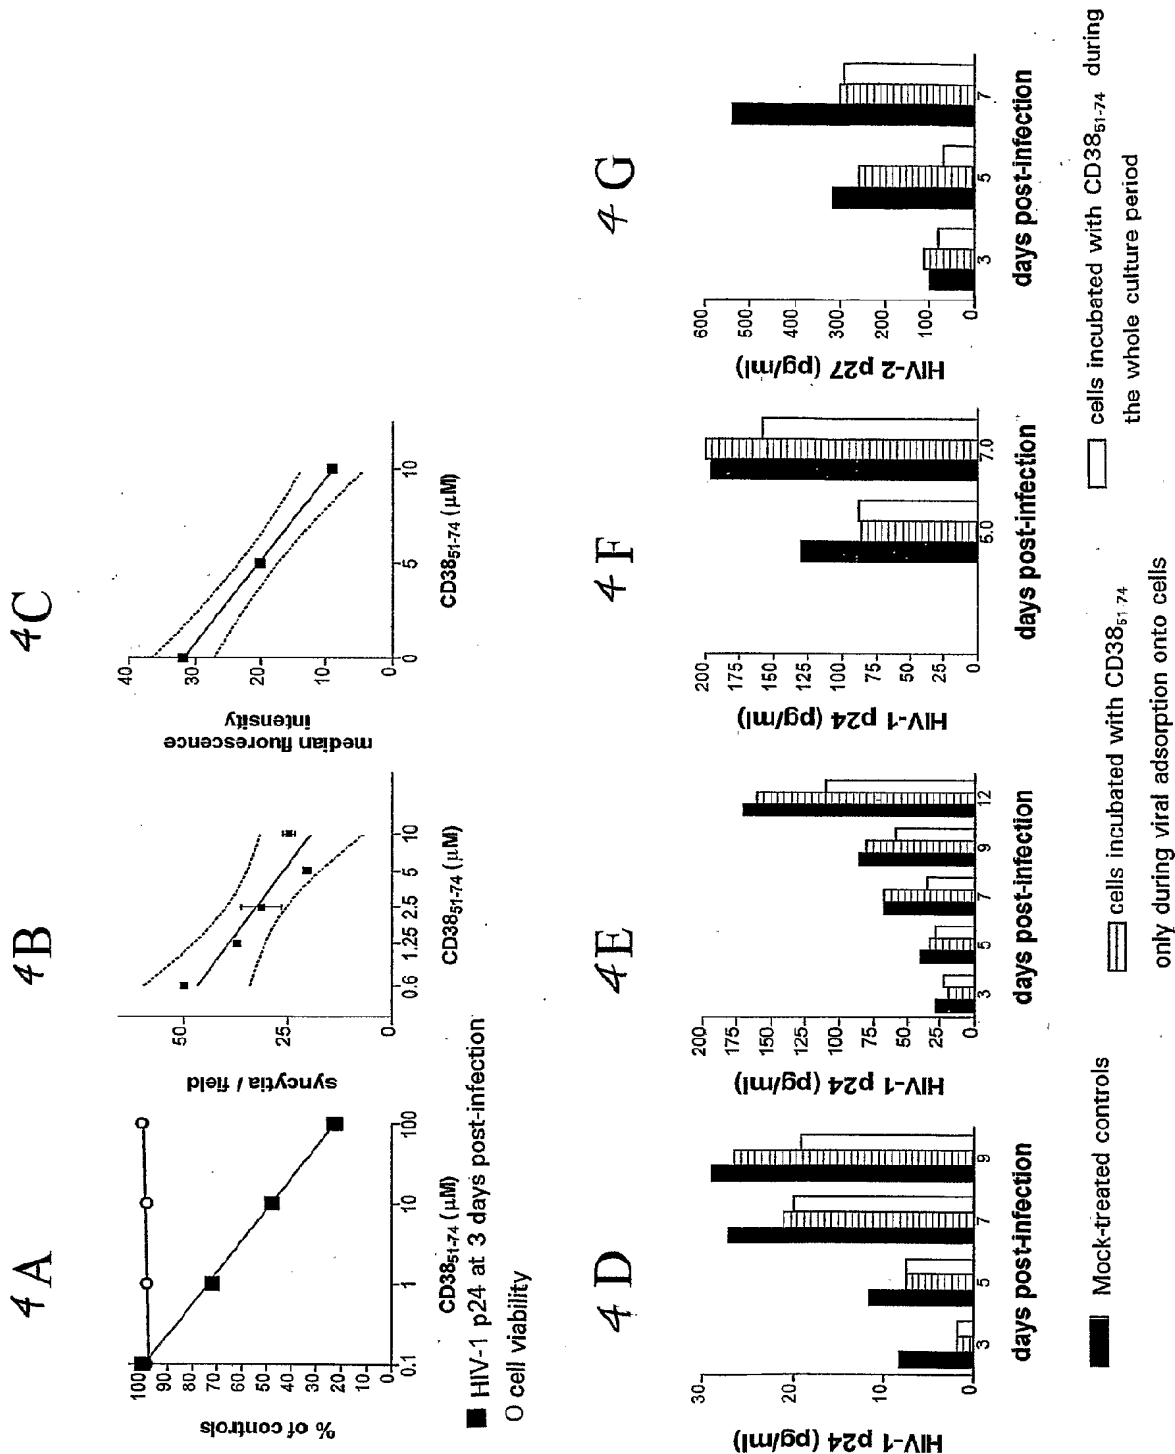 4A
% of controls
100
90
80
70
60
50
40
30
20
10
0
0.1
1
10
100
CD38₅₁₋₇₄ (μM)
■ HIV-1 p24 at 3 days post-infection
O cell viability
4B
syncytia / field
50
25
0
0.6
1.25
2.5
5
10
CD38₅₁₋₇₄ (μM)
4C
median fluorescence
intensity
40
30
20
10
0
0
5
10
CD38₅₁₋₇₄ (μM)
4D
HIV-1 p24 (pg/ml)
30
20
10
0
3
5
7
9
days post-infection
4E
HIV-1 p24 (pg/ml)
200
175
150
125
100
75
50
25
0
3
5
7
9
12
days post-infection
4F
HIV-1 p24 (pg/ml)
200
175
150
125
100
75
50
25
0
7.0
days post-infection
4G
HIV-2 p27 (pg/ml)
600
500
400
300
200
100
0
3
5
7
days post-infection
Mock-treated controls
cells incubated with CD38₅₁₋₇₄
only during viral adsorption onto cells
cells incubated with CD38₅₁₋₇₄ during
the whole culture period